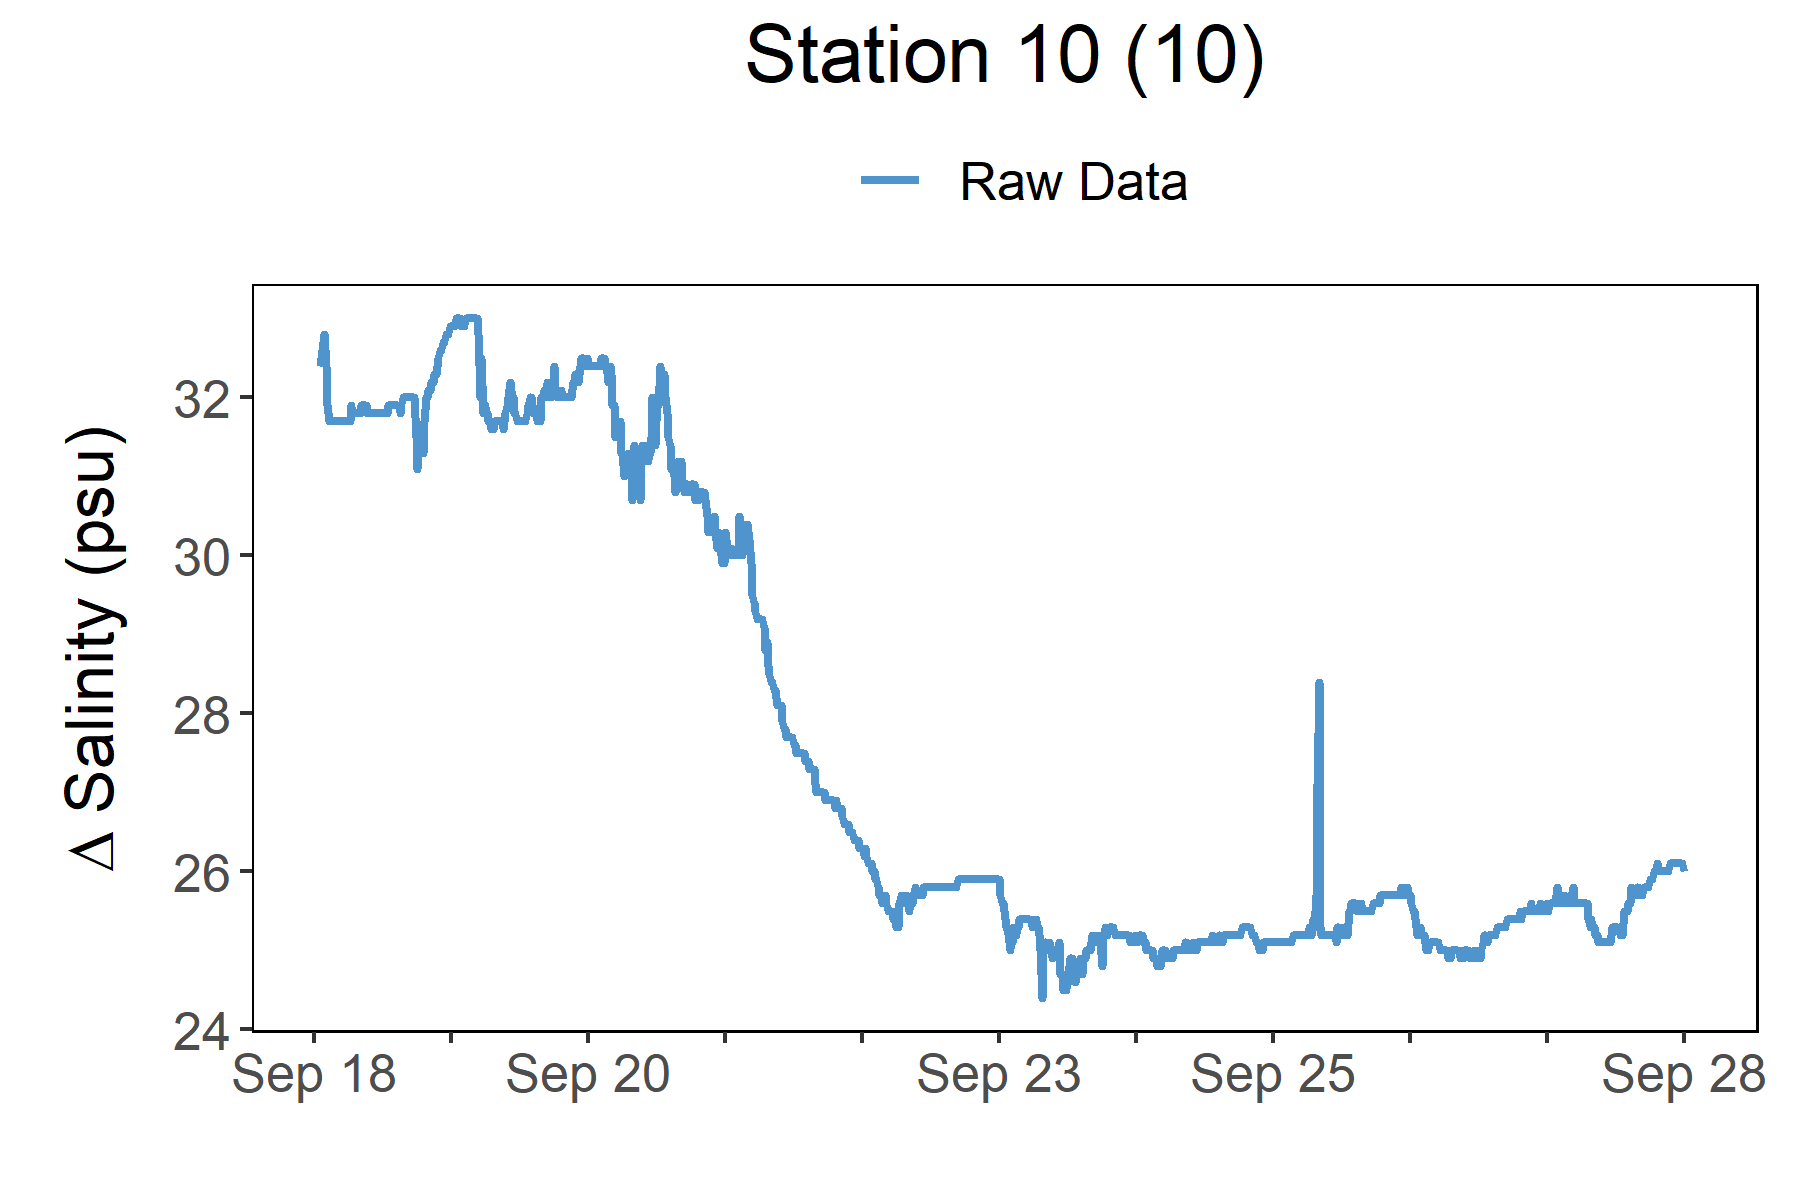 Station 10 (10)
Raw Data
Δ Salinity (psu)
32
30
28
26
24
Sep 18
Sep 20
Sep 23
Sep 25
Sep 28